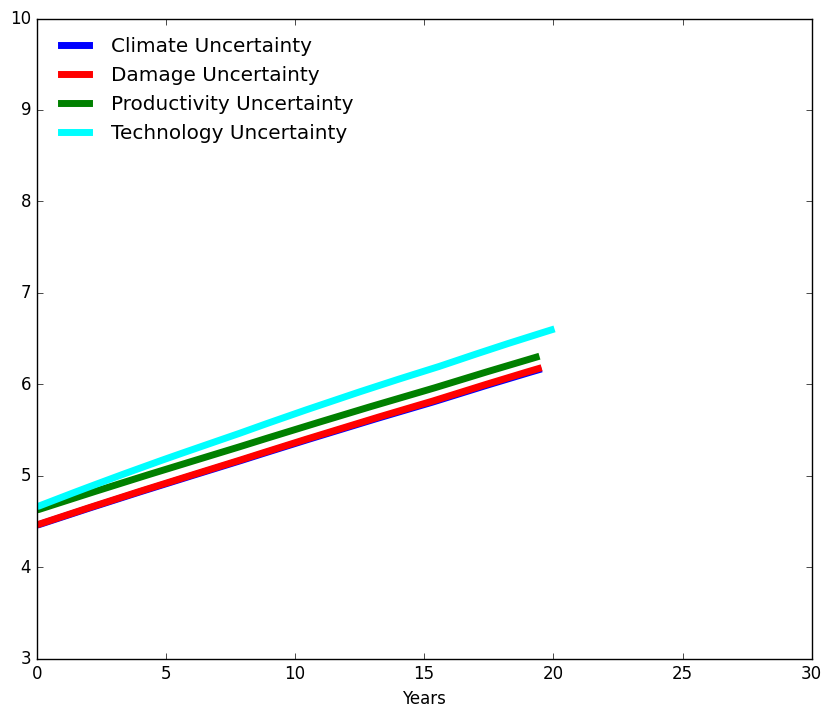 10
9
8
7
6
5
4
3
Climate Uncertainty
Damage Uncertainty
Productivity Uncertainty
Technology Uncertainty
0 5 10 15 20 25 30
Years